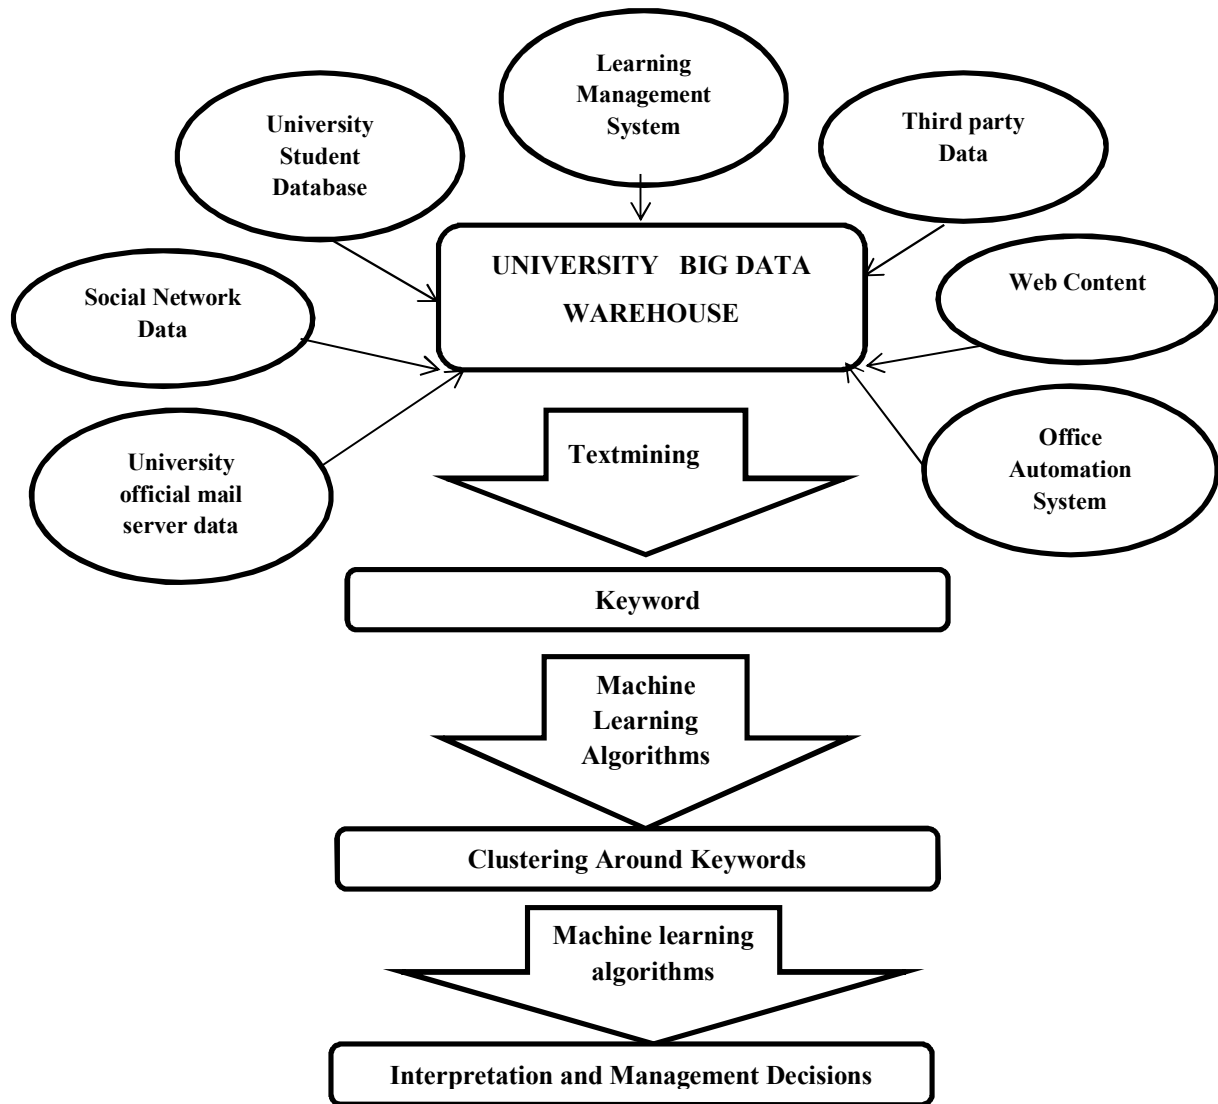 Learning
Management
System
University
Student
Database
Third party
Data
UNIVERSITY BIG DATA
WAREHOUSE
Social Network
Data
Web Content
University
official mail
server data
Office
Automation
System
Textmining
Keyword
Machine
Learning
Algorithms
Clustering Around Keywords
Machine learning
algorithms
Interpretation and Management Decisions